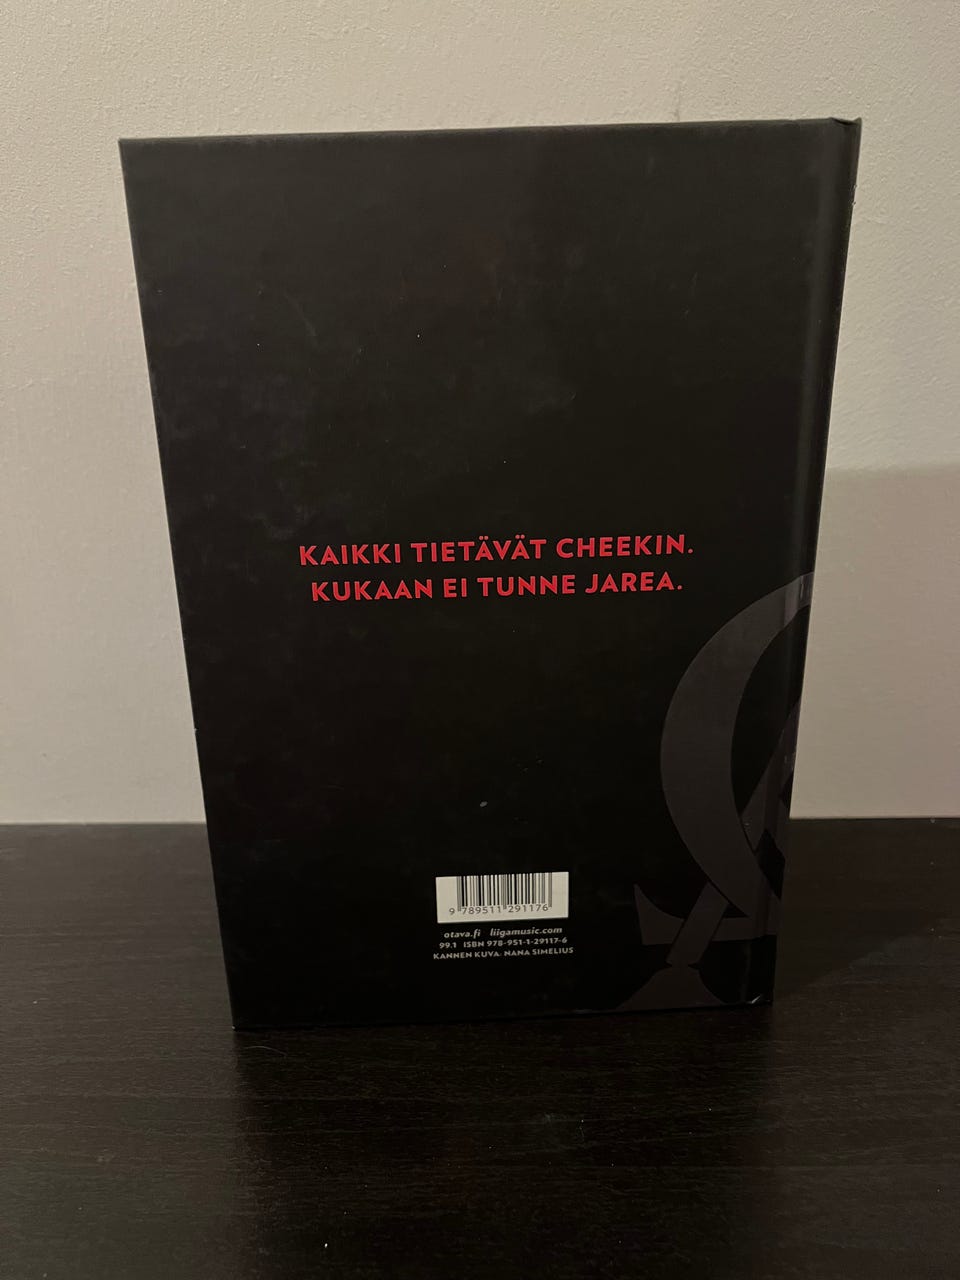 KAIKKI TIETÄVÄT CHEEKIN.
KUKAAN EI TUNNE JAREA.
9 789511 291176
otava.fi liigamusic.com
99.1 ISBN 978-951-1-29117-6
KANNEN KUVA: NANA SIMELIUS